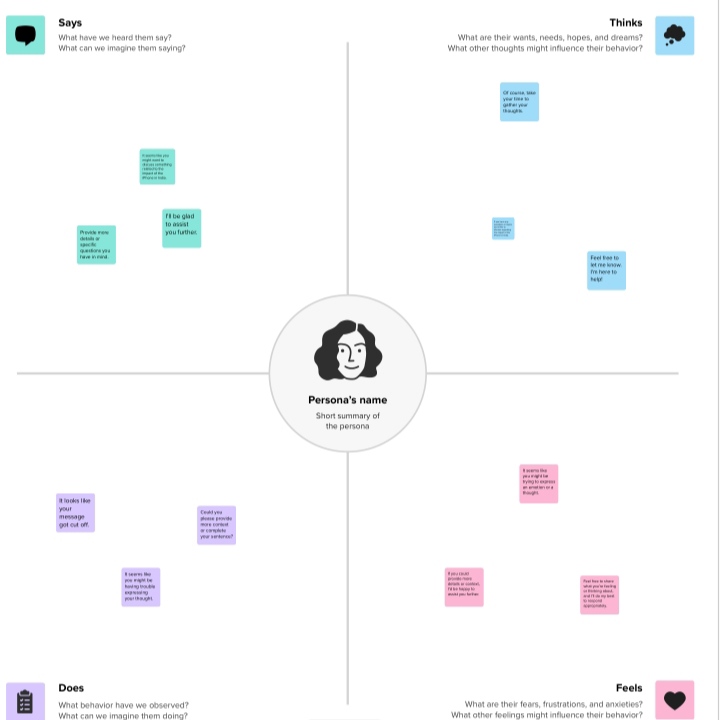 Says
What have we heard them say?
What can we imagine them saying?
Thinks
What are their wants, needs, hopes, and dreams?
What other thoughts might influence their behavior?
Of course, take
your time to
gather your
thoughts.
It seems like you
might want to
discuss something
related to the
impact of the
iPhone in India.
I'll be glad
to assist
you further.
Provide more
details or
specific
questions you
have in mind.
Feel free to
let me know.
I'm here to
help!
Persona's name
Short summary of
the persona
It looks like
your
message
got cut off.
Could you
please provide
more context
or complete
your sentence?
It seems like
you might be
having trouble
expressing
your thought.
It seems like
you might be
trying to express
an emotion or a
thought.
If you could
provide more
details or context,
I'd be happy to
assist you further.
Feel free to share
what you're feeling
or thinking about,
and I'll do my best
to respond
appropriately.
Does
What behavior have we observed?
What can we imagine them doing?
Feels
What are their fears, frustrations, and anxieties?
What other feelings might influence their behavior?